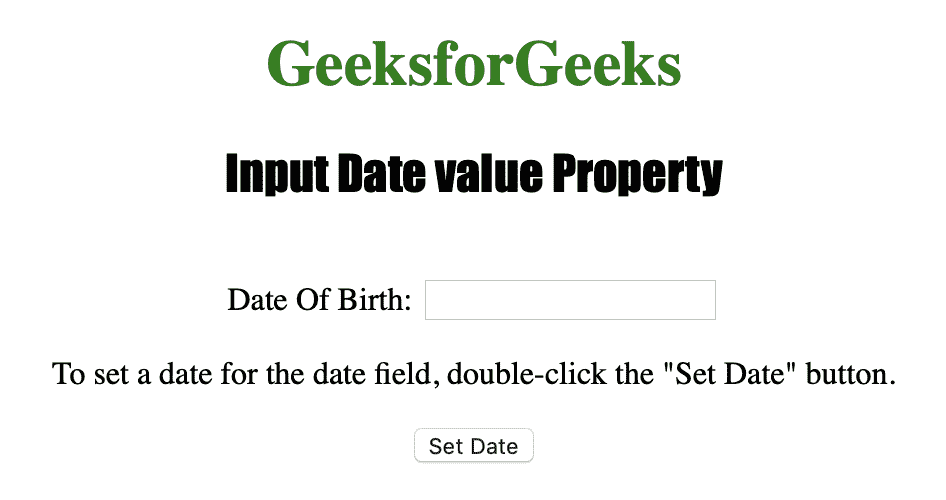 GeeksforGeeks
Input Date value Property
Date Of Birth:
To set a date for the date field, double-click the "Set Date" button.
Set Date